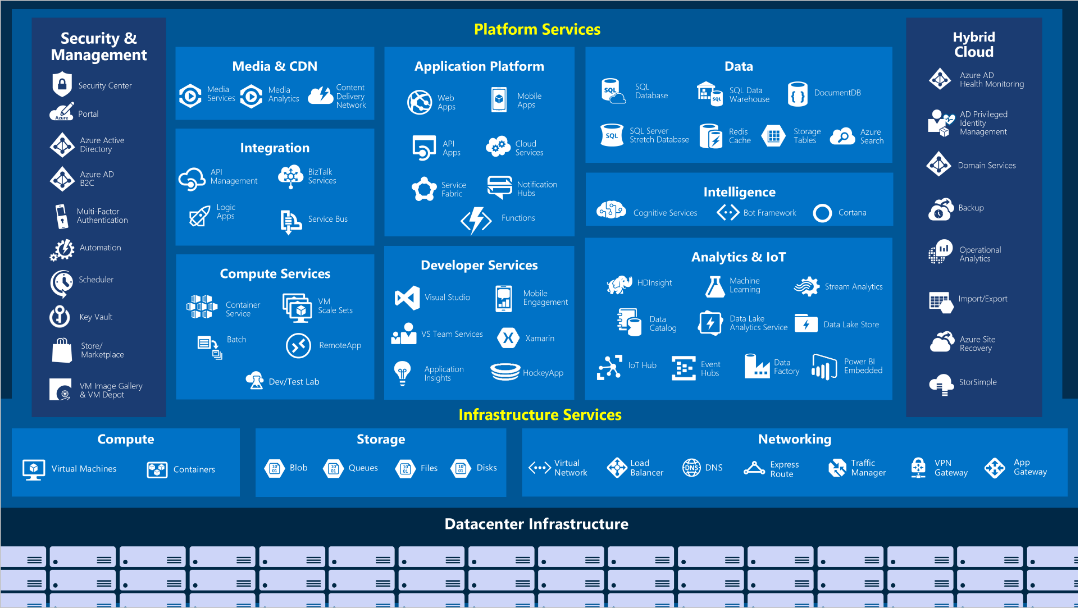 Platform Services
Security &
Management
Security Center
Portal
Azure
Azure Active
Directory
Azure AD
B2C
Multi-Factor
Authentication
Automation
Scheduler
Key Vault
Store/
Marketplace
VM Image Gallery
& VM Depot
Media & CDN
Media
Services
Media
Analytics
Content
Delivery
Network
Integration
API
Management
BizTalk
Services
Logic
Apps
Service Bus
Compute Services
Container
Service
VM
Scale Sets
Batch
RemoteApp
Dev/Test Lab
Application Platform
Web
Apps
Mobile
Apps
API
Apps
Cloud
Services
Service
Fabric
Notification
Hubs
Functions
Developer Services
Visual Studio
Mobile
Engagement
VS Team Services
Xamarin
Application
Insights
HockeyApp
Data
SQL
SQL
Database
SQL
SQL Data
Warehouse
DocumentDB
SQL
SQL Server
Stretch Database
Redis
Cache
Storage
Tables
Azure
Search
Intelligence
Cognitive Services
Bot Framework
Cortana
Analytics & IoT
HDInsight
Machine
Learning
Stream Analytics
Data
Catalog
Data Lake
Analytics Service
Data Lake Store
IoT Hub
Event
Hubs
Data
Factory
Power BI
Embedded
Hybrid
Cloud
Azure AD
Health Monitoring
AD Privileged
Identity
Management
Domain Services
Backup
Operational
Analytics
Import/Export
Azure Site
Recovery
StorSimple
Infrastructure Services
Compute
Virtual Machines
Containers
Storage
Blob
Queues
Files
Disks
Networking
Virtual
Network
Load
Balancer
DNS
DNS
Express
Route
Traffic
Manager
VPN
Gateway
App
Gateway
Datacenter Infrastructure